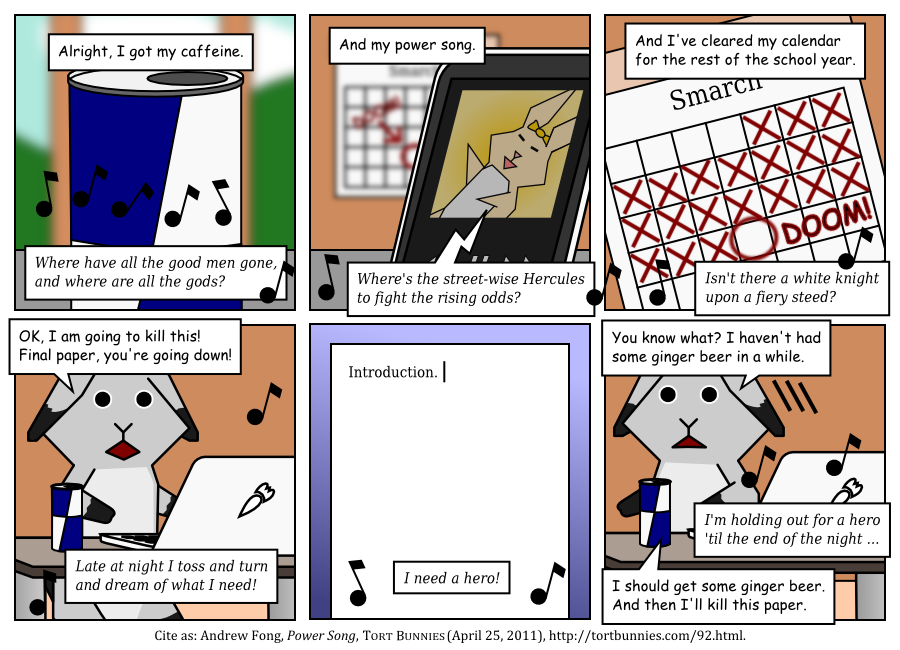 Alright, I got my caffeine.
Where have all the good men gone,
and where are all the gods?
And my power song.
Smarch
DOOM!
Where's the street-wise Hercules
to fight the rising odds?
And I've cleared my calendar
for the rest of the school year.
Smarch
DOOM!
Isn't there a white knight
upon a fiery steed?
OK, I am going to kill this!
Final paper, you're going down!
Late at night I toss and turn
and dream of what I need!
Introduction.
I need a hero!
You know what? I haven't had
some ginger beer in a while.
I'm holding out for a hero
'til the end of the night ...
I should get some ginger beer.
And then I'll kill this paper.
Cite as: Andrew Fong, Power Song, TORT BUNNIES (April 25, 2011), http://tortbunnies.com/92.html.